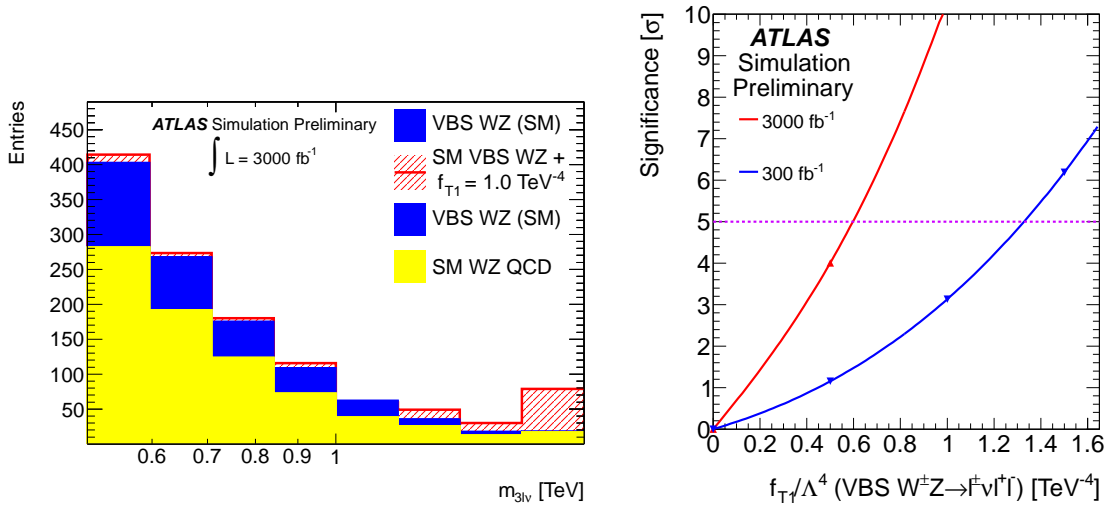 Entries
450
400
350
300
250
200
150
100
50
0.6 0.7 0.8 0.9 1
m3lν [TeV]
ATLAS Simulation Preliminary
∫ L = 3000 fb⁻¹
VBS WZ (SM)
SM VBS WZ +
fT1 = 1.0 TeV⁻⁴
VBS WZ (SM)
SM WZ QCD
Significance [σ]
10
9
8
7
6
5
4
3
2
1
0
0 0.2 0.4 0.6 0.8 1 1.2 1.4 1.6
fT1/Λ⁴ (VBS W±Z→l±νl⁺l⁻) [TeV⁻⁴]
ATLAS
Simulation
Preliminary
3000 fb⁻¹
300 fb⁻¹